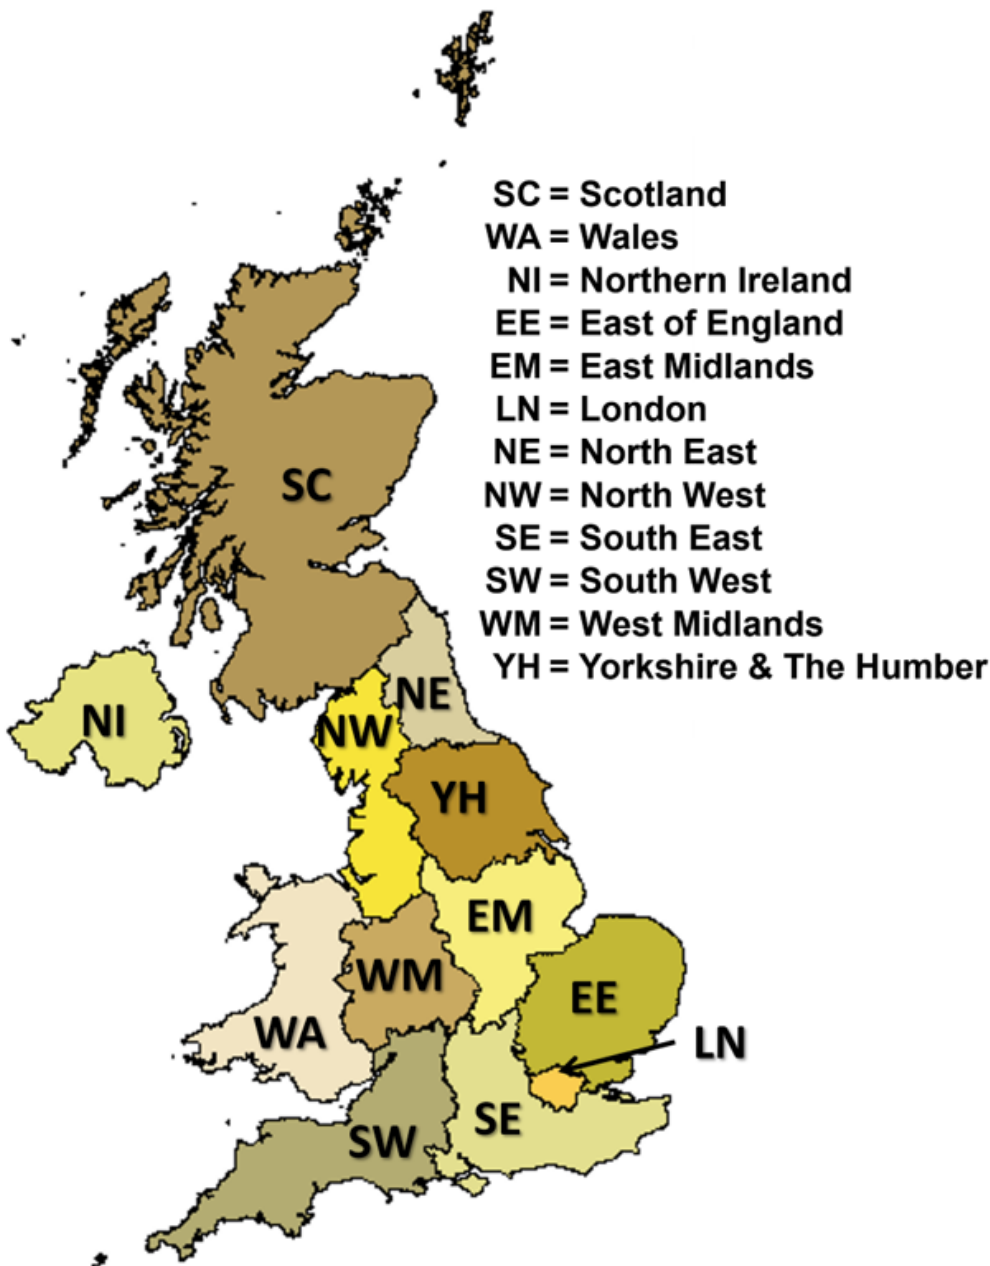 SC = Scotland
WA = Wales
NI = Northern Ireland
EE = East of England
EM = East Midlands
LN = London
NE = North East
NW = North West
SE = South East
SW = South West
WM = West Midlands
YH = Yorkshire & The Humber
SC
NE
NI
NW
YH
EM
WM
EE
WA
LN
SE
SW